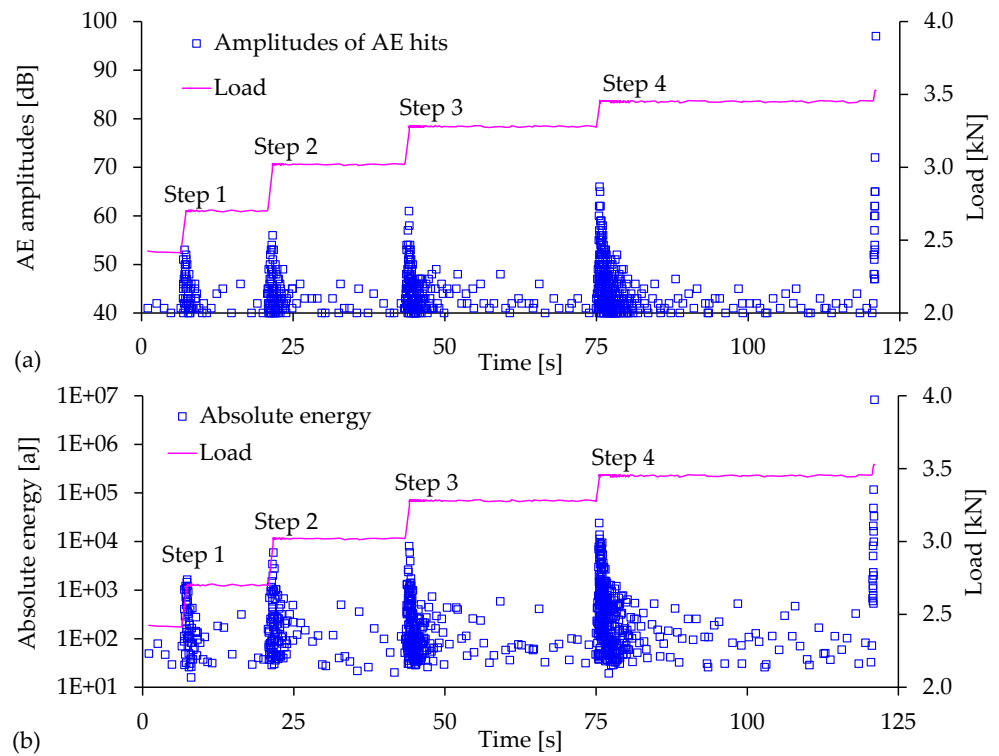 100
90
80
70
60
50
40
AE amplitudes [dB]
Amplitudes of AE hits
Load
Step 1
Step 2
Step 3
Step 4
4.0
3.5
3.0
2.5
2.0
Load [kN]
0
25
50
75
100
125
Time [s]
(a)
1E+07
1E+06
1E+05
1E+04
1E+03
1E+02
1E+01
Absolute energy [aJ]
Absolute energy
Load
Step 1
Step 2
Step 3
Step 4
4.0
3.5
3.0
2.5
2.0
Load [kN]
0
25
50
75
100
125
Time [s]
(b)